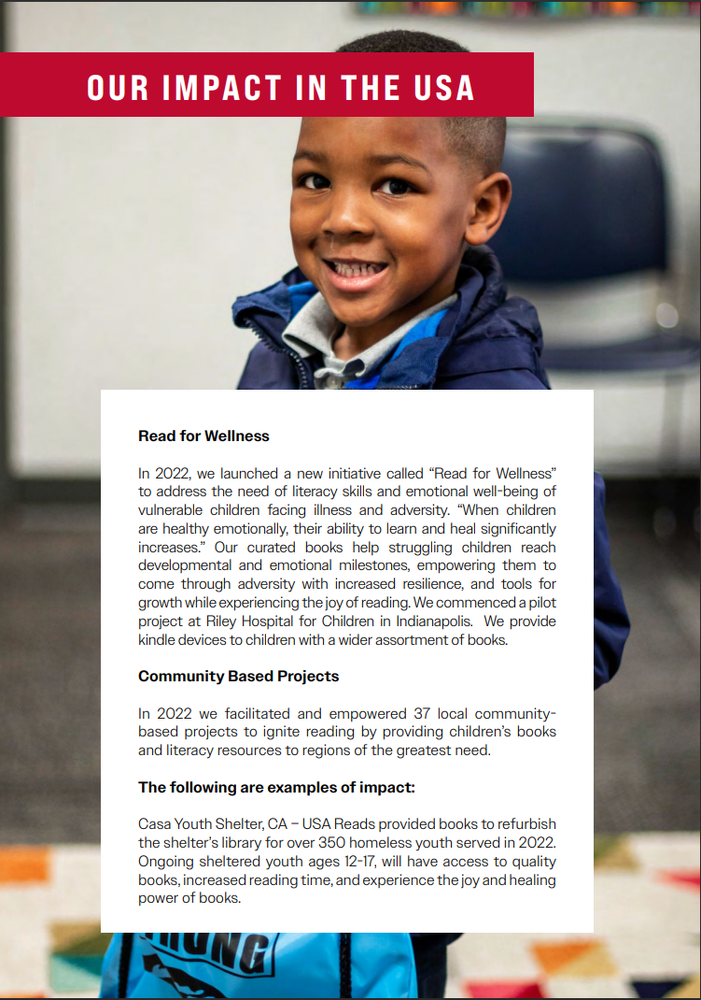 OUR IMPACT IN THE USA
Read for Wellness
In 2022, we launched a new initiative called “Read for Wellness”
to address the need of literacy skills and emotional well-being of
vulnerable children facing illness and adversity. “When children
are healthy emotionally, their ability to learn and heal significantly
increases.” Our curated books help struggling children reach
developmental and emotional milestones, empowering them to
come through adversity with increased resilience, and tools for
growth while experiencing the joy of reading. We commenced a pilot
project at Riley Hospital for Children in Indianapolis. We provide
kindle devices to children with a wider assortment of books.
Community Based Projects
In 2022 we facilitated and empowered 37 local community-
based projects to ignite reading by providing children’s books
and literacy resources to regions of the greatest need.
The following are examples of impact:
Casa Youth Shelter, CA – USA Reads provided books to refurbish
the shelter’s library for over 350 homeless youth served in 2022.
Ongoing sheltered youth ages 12-17, will have access to quality
books, increased reading time, and experience the joy and healing
power of books.